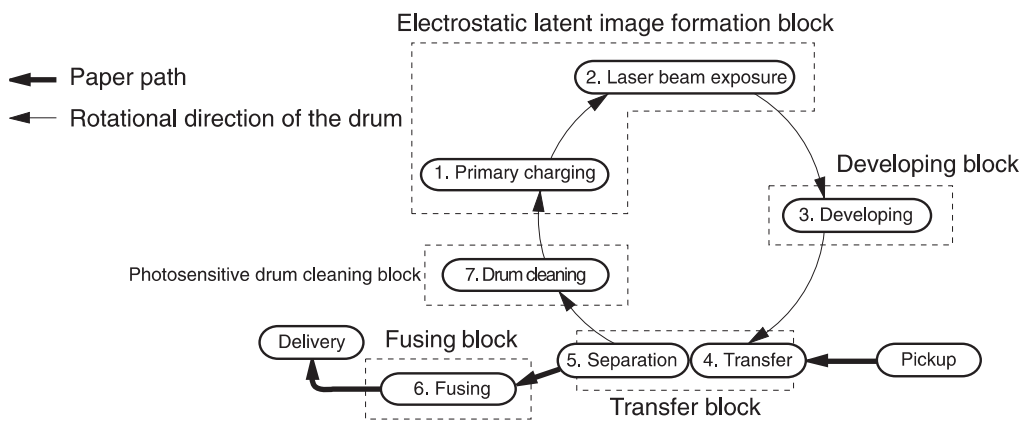 Electrostatic latent image formation block
Paper path
2. Laser beam exposure
Rotational direction of the drum
Developing block
1. Primary charging
3. Developing
Photosensitive drum cleaning block
7. Drum cleaning
Fusing block
Delivery
5. Separation
4. Transfer
Pickup
6. Fusing
Transfer block